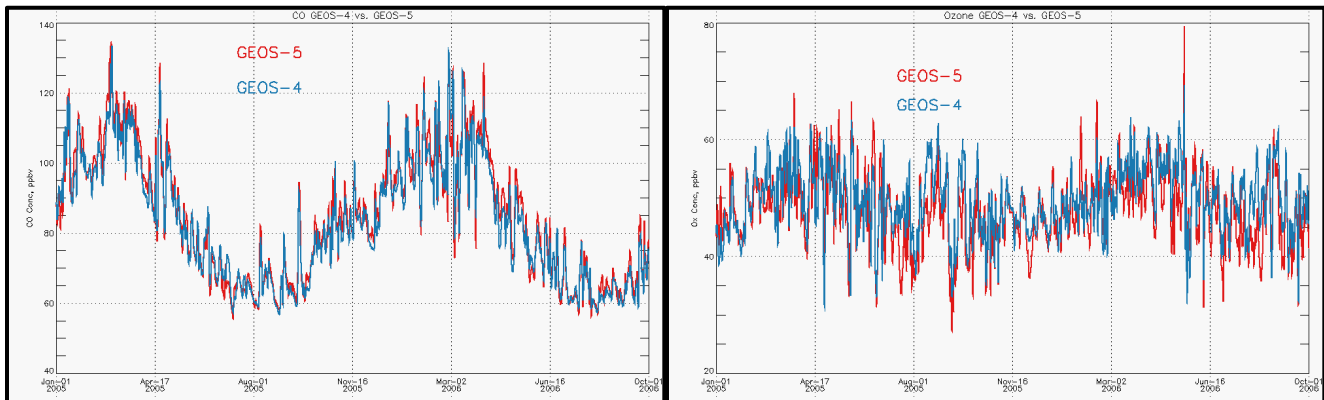 CO GEOS-4 vs. GEOS-5
140
120
100
80
60
40
CO Conc, ppbv
GEOS-5
GEOS-4
Jan-01 2005
Apr-17 2005
Aug-01 2005
Nov-16 2005
Mar-02 2006
Jun-16 2006
Oct-01 2006
Ozone GEOS-4 vs. GEOS-5
80
60
40
20
Ox Conc, ppbv
GEOS-5
GEOS-4
Jan-01 2005
Apr-17 2005
Aug-01 2005
Nov-16 2005
Mar-02 2006
Jun-16 2006
Oct-01 2006